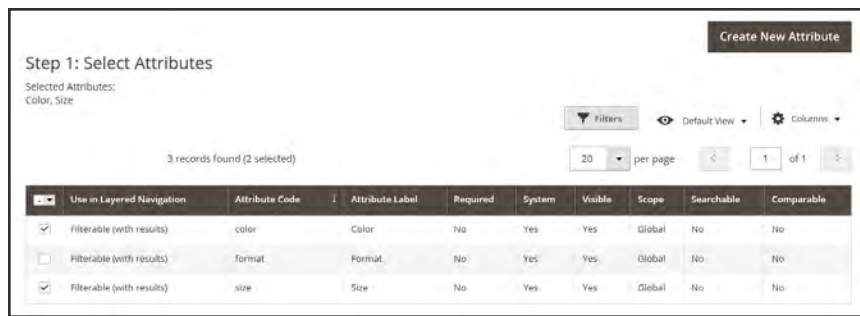 Create New Attribute
Step 1: Select Attributes
Selected Attributes:
Color, Size
Filters Default View Columns
3 records found (2 selected) 20 per page 1 of 1
Use in Layered Navigation Attribute Code Attribute Label Required System Visible Scope Searchable Comparable
Filterable (with results) color Color No Yes Yes Global No No
Filterable (with results) format Format No Yes Yes Global No No
Filterable (with results) size Size No Yes Yes Global No No